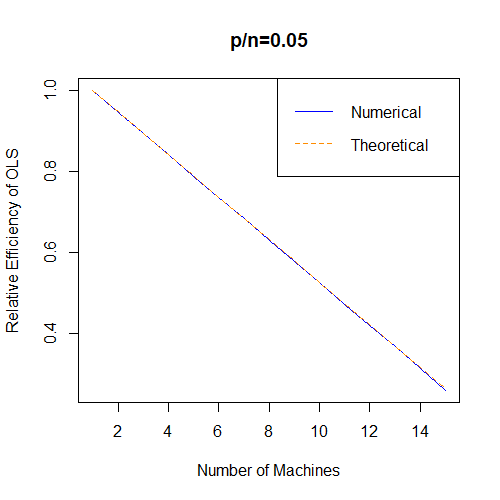 p/n=0.05
Relative Efficiency of OLS
1.0
0.8
0.6
0.4
Numerical
Theoretical
2 4 6 8 10 12 14
Number of Machines